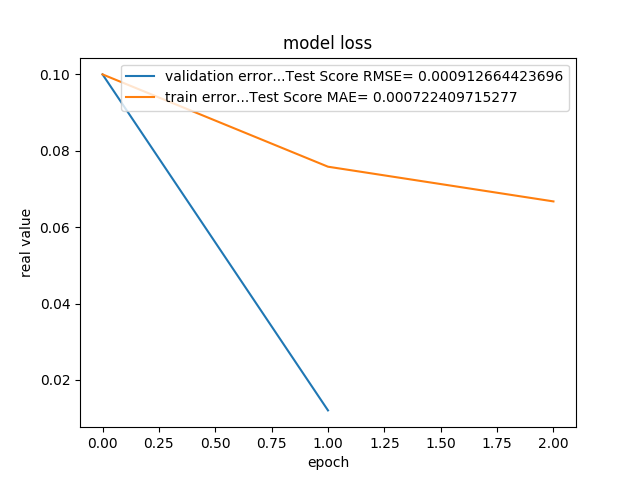 model loss
validation error...Test Score RMSE= 0.000912664423696
train error...Test Score MAE= 0.000722409715277
0.10
0.08
0.06
0.04
0.02
real value
0.00 0.25 0.50 0.75 1.00 1.25 1.50 1.75 2.00
epoch